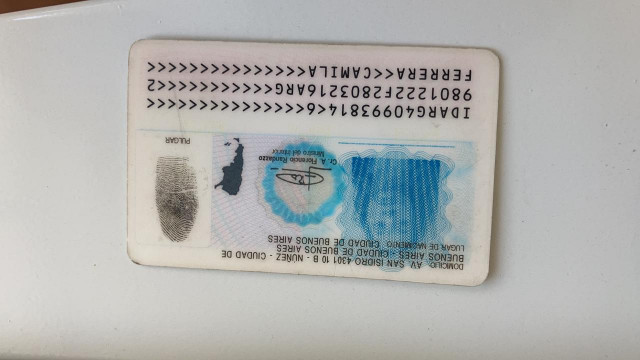 DOMICILIO: AV SAN ISIDRO 4301 10 B - NUÑEZ - CIUDAD DE
BUENOS AIRES - CIUDAD DE BUENOS AIRES
LUGAR DE NACIMIENTO: CIUDAD DE BUENOS AIRES
Cr. A. Florencio Randazzo
Ministro del Interior
PULGAR
IDARG40993814<6<<<<<<<<<<<<<<<
9801222F2803216ARG<<<<<<<<<<<2
FERRERA<<CAMILA<<<<<<<<<<<<<<<